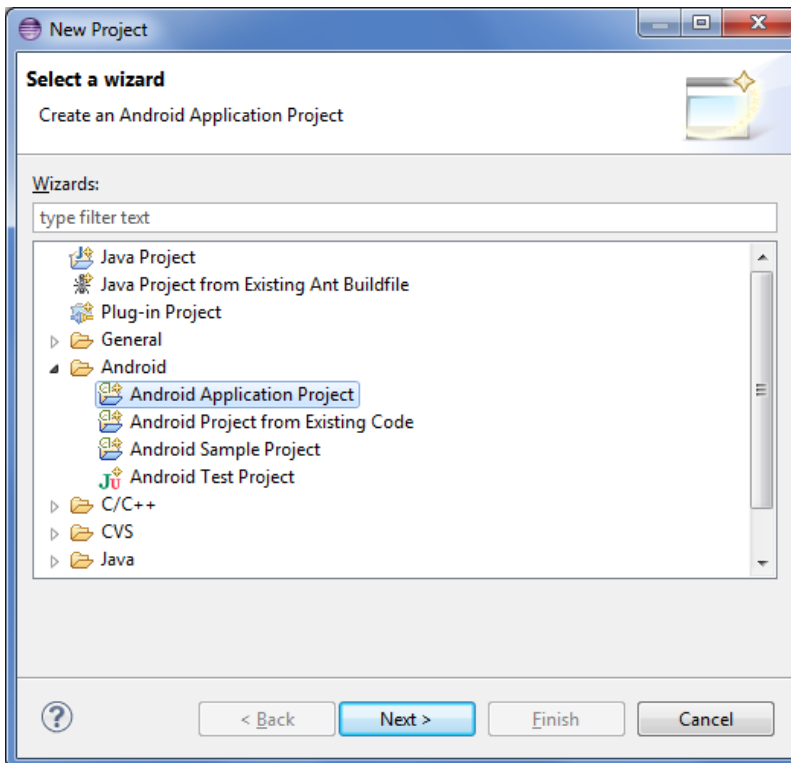 New Project
Select a wizard
Create an Android Application Project
Wizards:
type filter text
Java Project
Java Project from Existing Ant Buildfile
Plug-in Project
General
Android
Android Application Project
Android Project from Existing Code
Android Sample Project
Android Test Project
C/C++
CVS
Java
? < Back Next > Finish Cancel